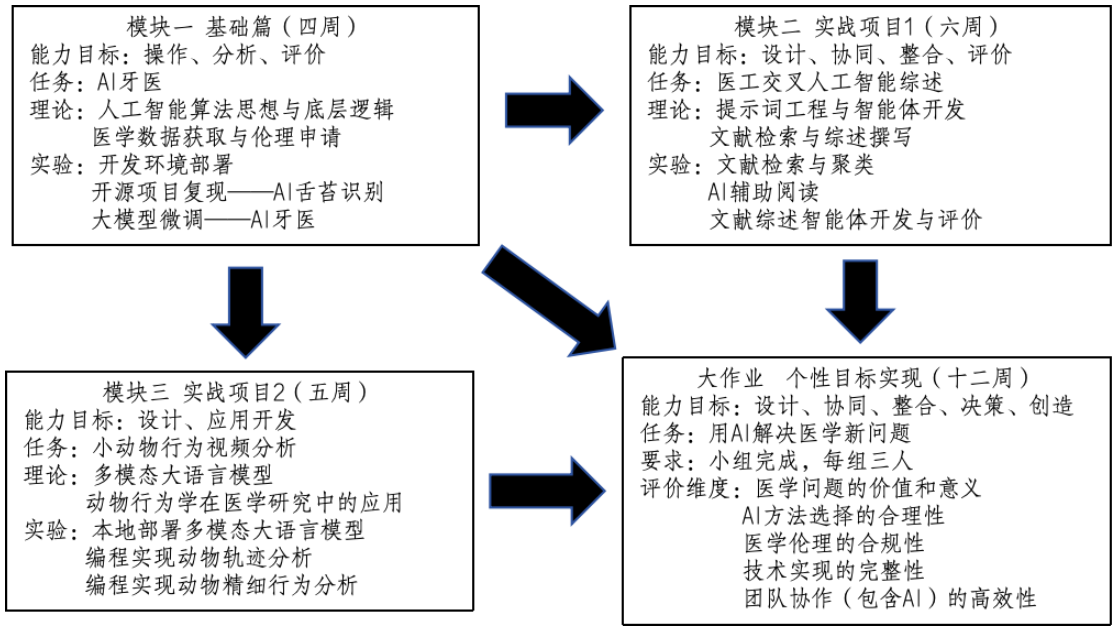 模块一 基础篇（四周）
能力目标：操作、分析、评价
任务：AI牙医
理论：人工智能算法思想与底层逻辑
医学数据获取与伦理申请
实验：开发环境部署
开源项目复现——AI舌苔识别
大模型微调——AI牙医
模块二 实战项目1（六周）
能力目标：设计、协同、整合、评价
任务：医工交叉人工智能综述
理论：提示词工程与智能体开发
文献检索与综述撰写
实验：文献检索与聚类
AI辅助阅读
文献综述智能体开发与评价
模块三 实战项目2（五周）
能力目标：设计、应用开发
任务：小动物行为视频分析
理论：多模态大语言模型
动物行为学在医学研究中的应用
实验：本地部署多模态大语言模型
编程实现动物轨迹分析
编程实现动物精细行为分析
大作业 个性目标实现（十二周）
能力目标：设计、协同、整合、决策、创造
任务：用AI解决医学新问题
要求：小组完成，每组三人
评价维度：医学问题的价值和意义
AI方法选择的合理性
医学伦理的合规性
技术实现的完整性
团队协作（包含AI）的高效性